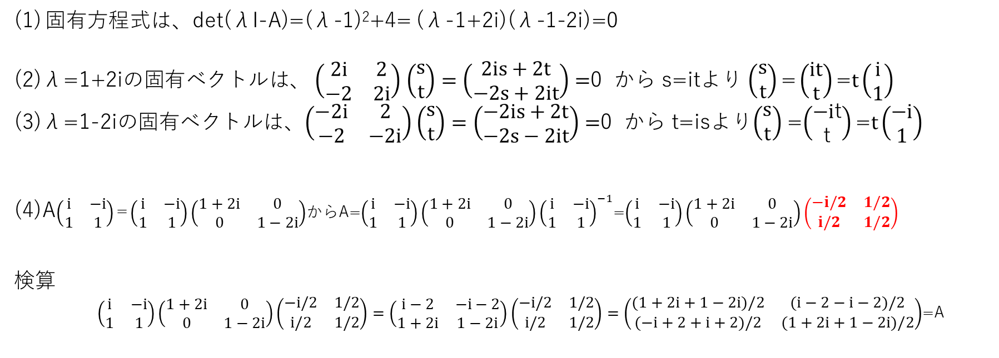 (1) 固有方程式は、det(λI-A)=(λ-1)²+4= (λ-1+2i)(λ-1-2i)=0
(2) λ=1+2iの固有ベクトルは、 (2i 2 −2 2i)(s t) = (2is + 2t −2s + 2it) =0 から s=itより (s t) = (it t) =t (i 1)
(3) λ=1-2iの固有ベクトルは、 (−2i 2 −2 −2i)(s t) = (−2is + 2t −2s − 2it) =0 から t=isより (s t) = (−it t) =t (−i 1)
(4)A(i −i 1 1) = (i −i 1 1)(1 + 2i 0 0 1 − 2i)からA=(i −i 1 1)(1 + 2i 0 0 1 − 2i)(i −i 1 1)⁻¹=(i −i 1 1)(1 + 2i 0 0 1 − 2i)(−i/2 1/2 i/2 1/2)
検算
(i −i 1 1)(1 + 2i 0 0 1 − 2i)(−i/2 1/2 i/2 1/2) = (i − 2 −i − 2 1 + 2i 1 − 2i)(−i/2 1/2 i/2 1/2) = ((1 + 2i + 1 − 2i)/2 (i − 2 − i − 2)/2 (−i + 2 + i + 2)/2 (1 + 2i + 1 − 2i)/2)=A